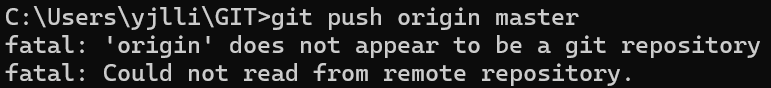 C:\Users\yjlli\GIT>git push origin master
fatal: 'origin' does not appear to be a git repository
fatal: Could not read from remote repository.